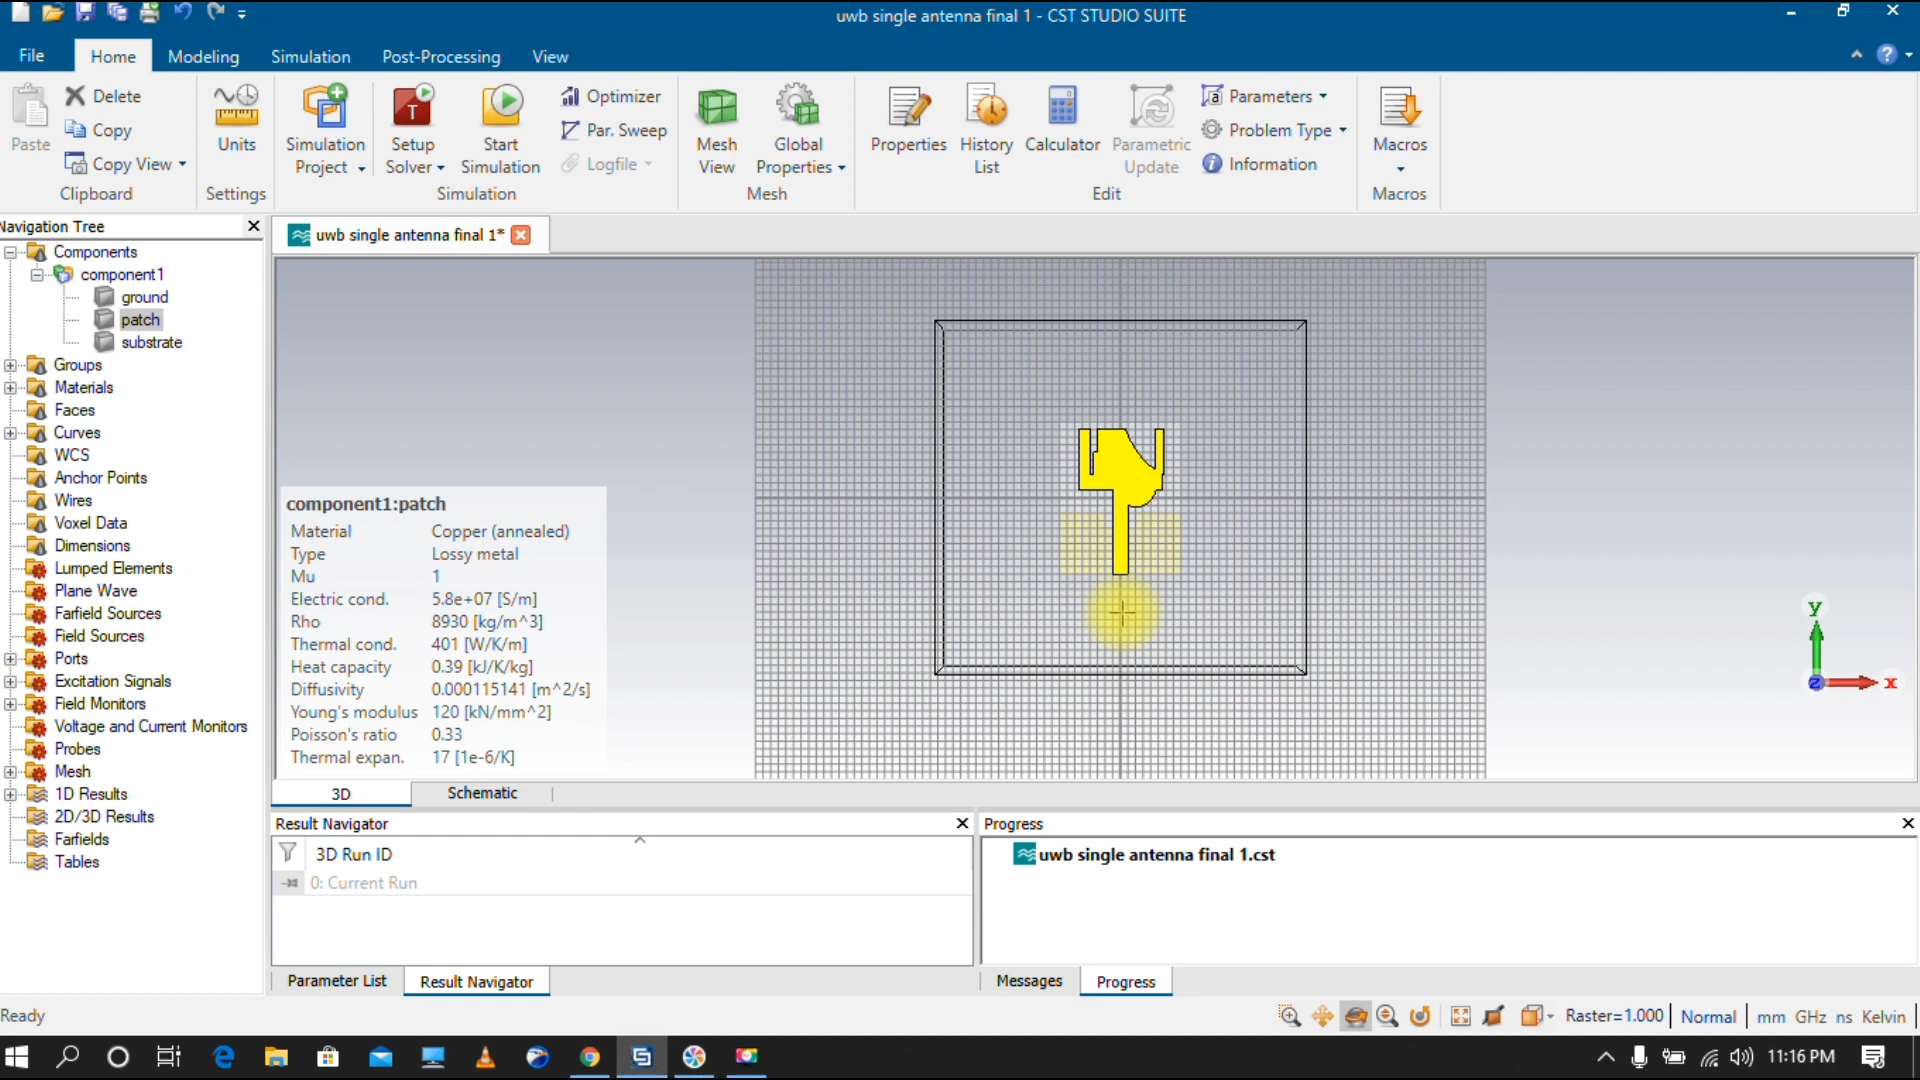 uwb single antenna final 1 - CST STUDIO SUITE
File
Home
Modeling
Simulation
Post-Processing
View
Paste
Delete
Copy
Copy View
Clipboard
Units
Settings
Simulation
Project
Setup
Solver
Start
Simulation
Optimizer
Par. Sweep
Logfile
Simulation
Mesh
View
Global
Properties
Mesh
Properties
History
List
Calculator
Parametric
Update
Parameters
Problem Type
Information
Edit
Macros
Macros
Navigation Tree
Components
component1
ground
patch
substrate
Groups
Materials
Faces
Curves
WCS
Anchor Points
Wires
Voxel Data
Dimensions
Lumped Elements
Plane Wave
Farfield Sources
Field Sources
Ports
Excitation Signals
Field Monitors
Voltage and Current Monitors
Probes
Mesh
1D Results
2D/3D Results
Farfields
Tables
uwb single antenna final 1*
component1:patch
Material Copper (annealed)
Type Lossy metal
Mu 1
Electric cond. 5.8e+07 [S/m]
Rho 8930 [kg/m^3]
Thermal cond. 401 [W/K/m]
Heat capacity 0.39 [kJ/K/kg]
Diffusivity 0.000115141 [m^2/s]
Young's modulus 120 [kN/mm^2]
Poisson's ratio 0.33
Thermal expan. 17 [1e-6/K]
y
z
x
3D
Schematic
Result Navigator
3D Run ID
0: Current Run
Parameter List
Result Navigator
Progress
uwb single antenna final 1.cst
Messages
Progress
Ready
Raster=1.000
Normal
mm GHz ns Kelvin
11:16 PM